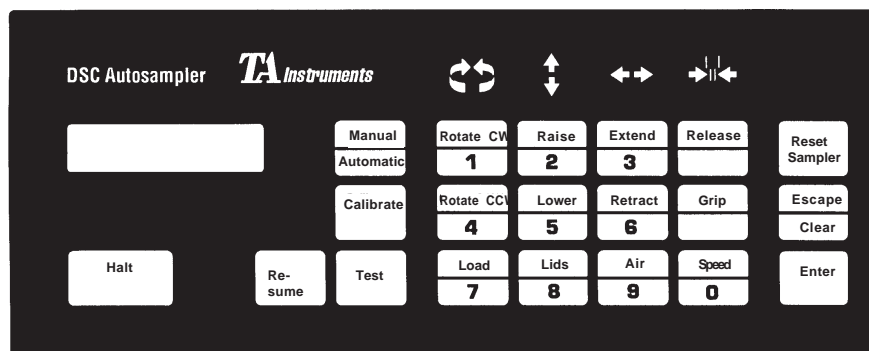 DSC Autosampler TA Instruments
Manual Rotate CW Raise Extend Release Reset
Automatic 1 2 3 Sampler
Calibrate Rotate CCW Lower Retract Grip Escape
4 5 6 Clear
Halt Re- Test Load Lids Air Speed Enter
sume 7 8 9 0